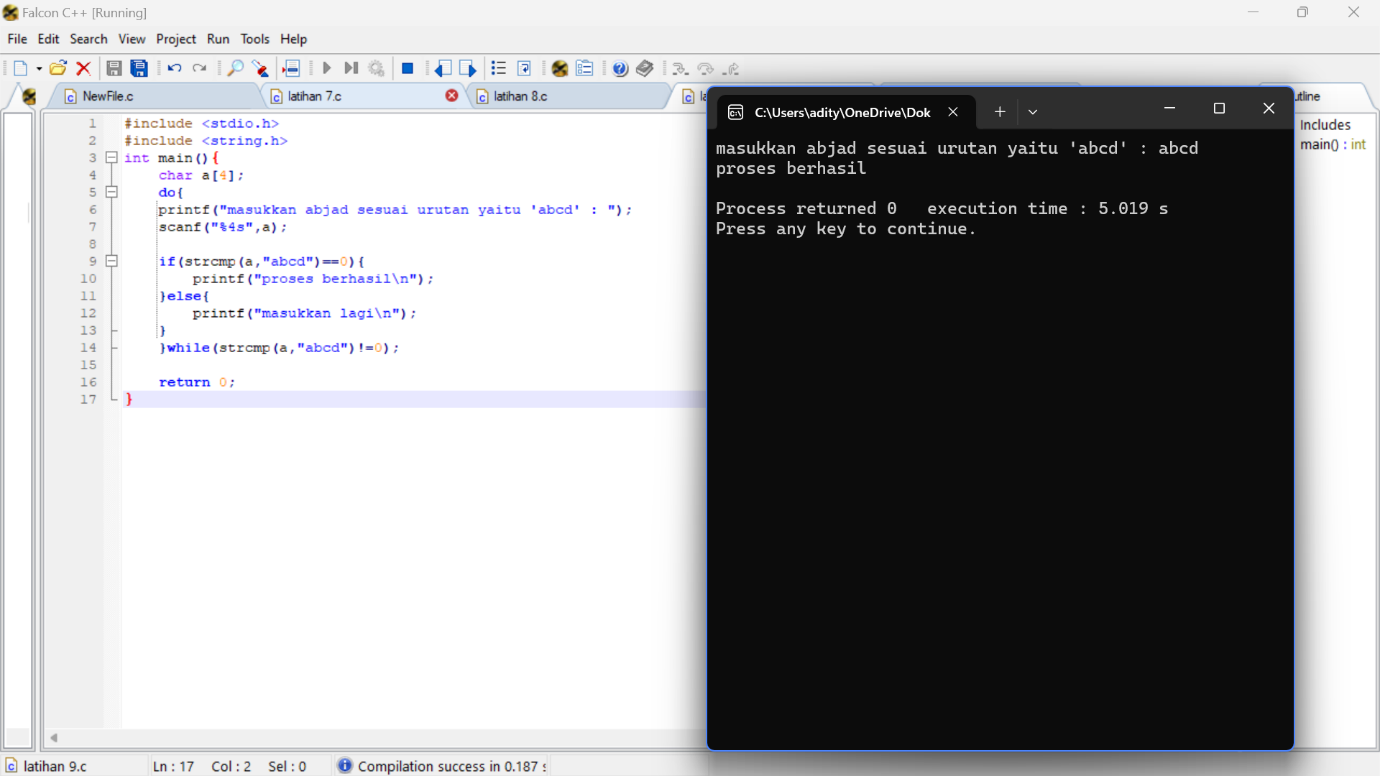 Falcon C++ [Running]
File Edit Search View Project Run Tools Help
NewFile.c
latihan 7.c
latihan 8.c
1 #include <stdio.h>
2 #include <string.h>
3 int main(){
4 char a[4];
5 do{
6 printf("masukkan abjad sesuai urutan yaitu 'abcd' : ");
7 scanf("%4s",a);
8
9 if(strcmp(a,"abcd")==0){
10 printf("proses berhasil\n");
11 }else{
12 printf("masukkan lagi\n");
13 }
14 }while(strcmp(a,"abcd")!=0);
15
16 return 0;
17 }
C:\Users\adity\OneDrive\Dok
masukkan abjad sesuai urutan yaitu 'abcd' : abcd
proses berhasil
Process returned 0 execution time : 5.019 s
Press any key to continue.
utline
Includes
main() : int
latihan 9.c
Ln : 17 Col : 2 Sel : 0
Compilation success in 0.187 s